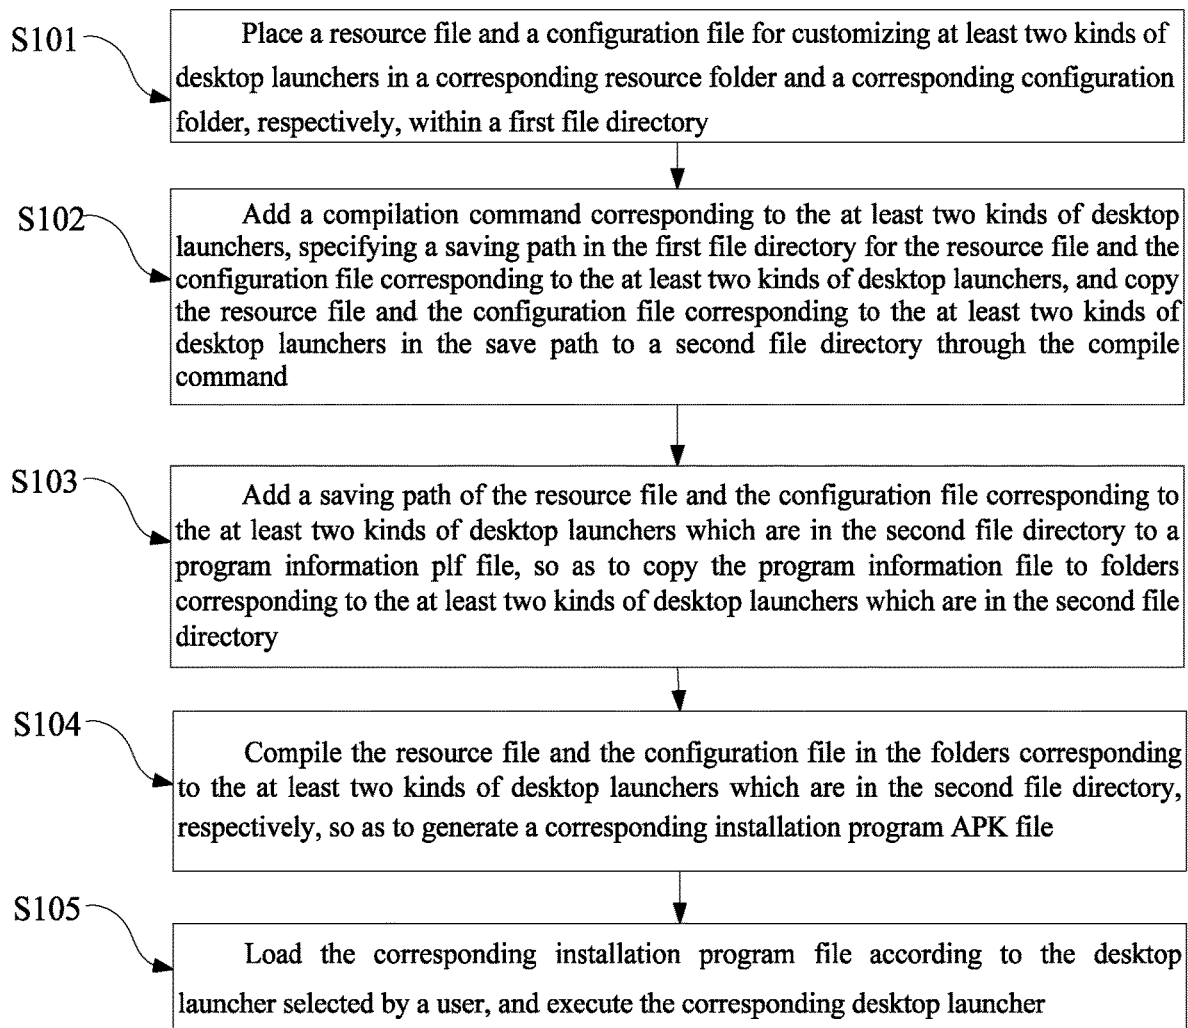 S101
Place a resource file and a configuration file for customizing at least two kinds of
desktop launchers in a corresponding resource folder and a corresponding configuration
folder, respectively, within a first file directory
S102
Add a compilation command corresponding to the at least two kinds of desktop
launchers, specifying a saving path in the first file directory for the resource file and the
configuration file corresponding to the at least two kinds of desktop launchers, and copy
the resource file and the configuration file corresponding to the at least two kinds of
desktop launchers in the save path to a second file directory through the compile
command
S103
Add a saving path of the resource file and the configuration file corresponding to
the at least two kinds of desktop launchers which are in the second file directory to a
program information plf file, so as to copy the program information file to folders
corresponding to the at least two kinds of desktop launchers which are in the second file
directory
S104
Compile the resource file and the configuration file in the folders corresponding
to the at least two kinds of desktop launchers which are in the second file directory,
respectively, so as to generate a corresponding installation program APK file
S105
Load the corresponding installation program file according to the desktop
launcher selected by a user, and execute the corresponding desktop launcher